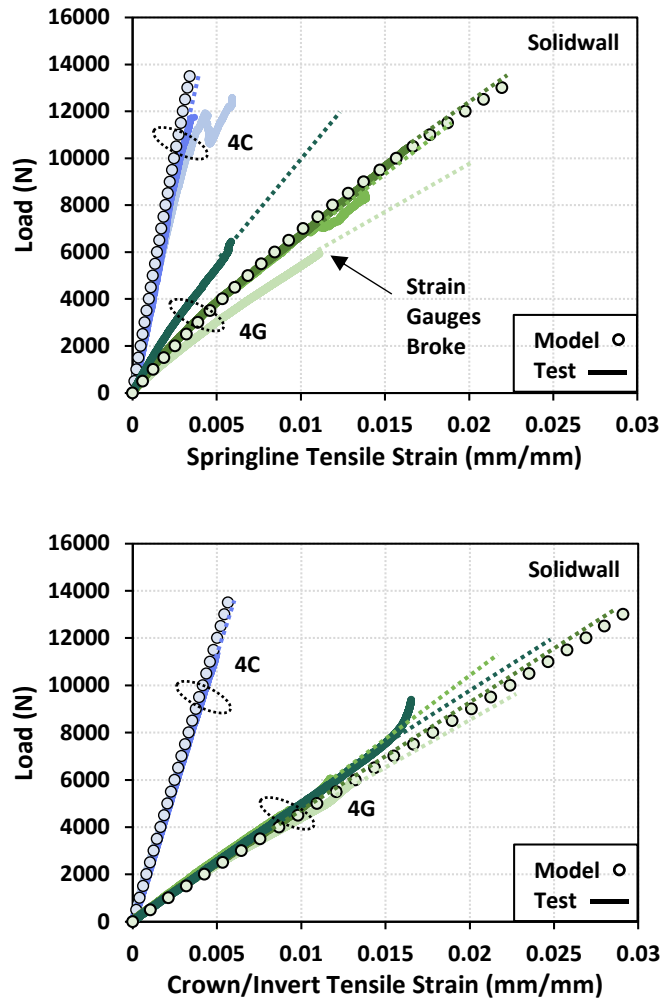 16000
Solidwall
14000
12000
4C
10000
Load (N)
8000
6000
Strain
Gauges
Broke
4000
4G
Model
2000
Test
0
0 0.005 0.01 0.015 0.02 0.025 0.03
Springline Tensile Strain (mm/mm)
16000
Solidwall
14000
12000
4C
10000
Load (N)
8000
6000
4G
4000
Model
2000
Test
0
0 0.005 0.01 0.015 0.02 0.025 0.03
Crown/Invert Tensile Strain (mm/mm)